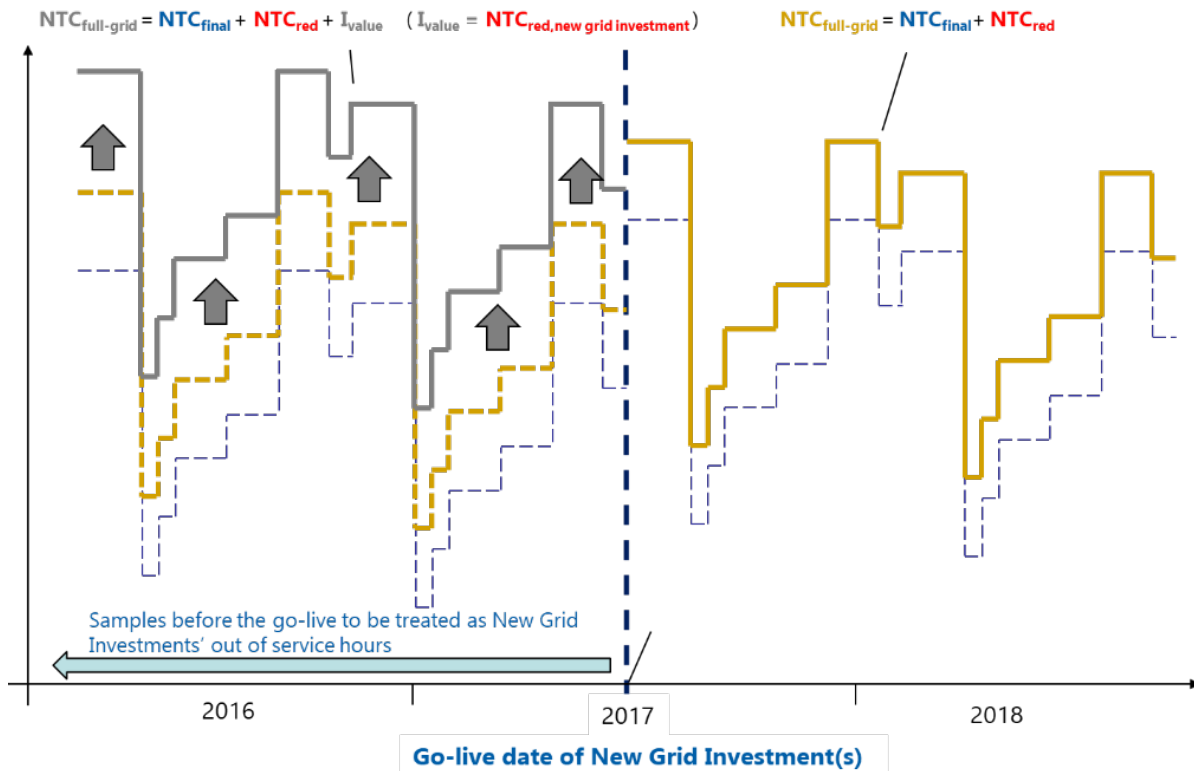 NTCfull-grid = NTCfinal + NTCred + Ivalue ( Ivalue = NTCred,new grid investment)
NTCfull-grid = NTCfinal + NTCred
Samples before the go-live to be treated as New Grid
Investments’ out of service hours
2016
2017
2018
Go-live date of New Grid Investment(s)